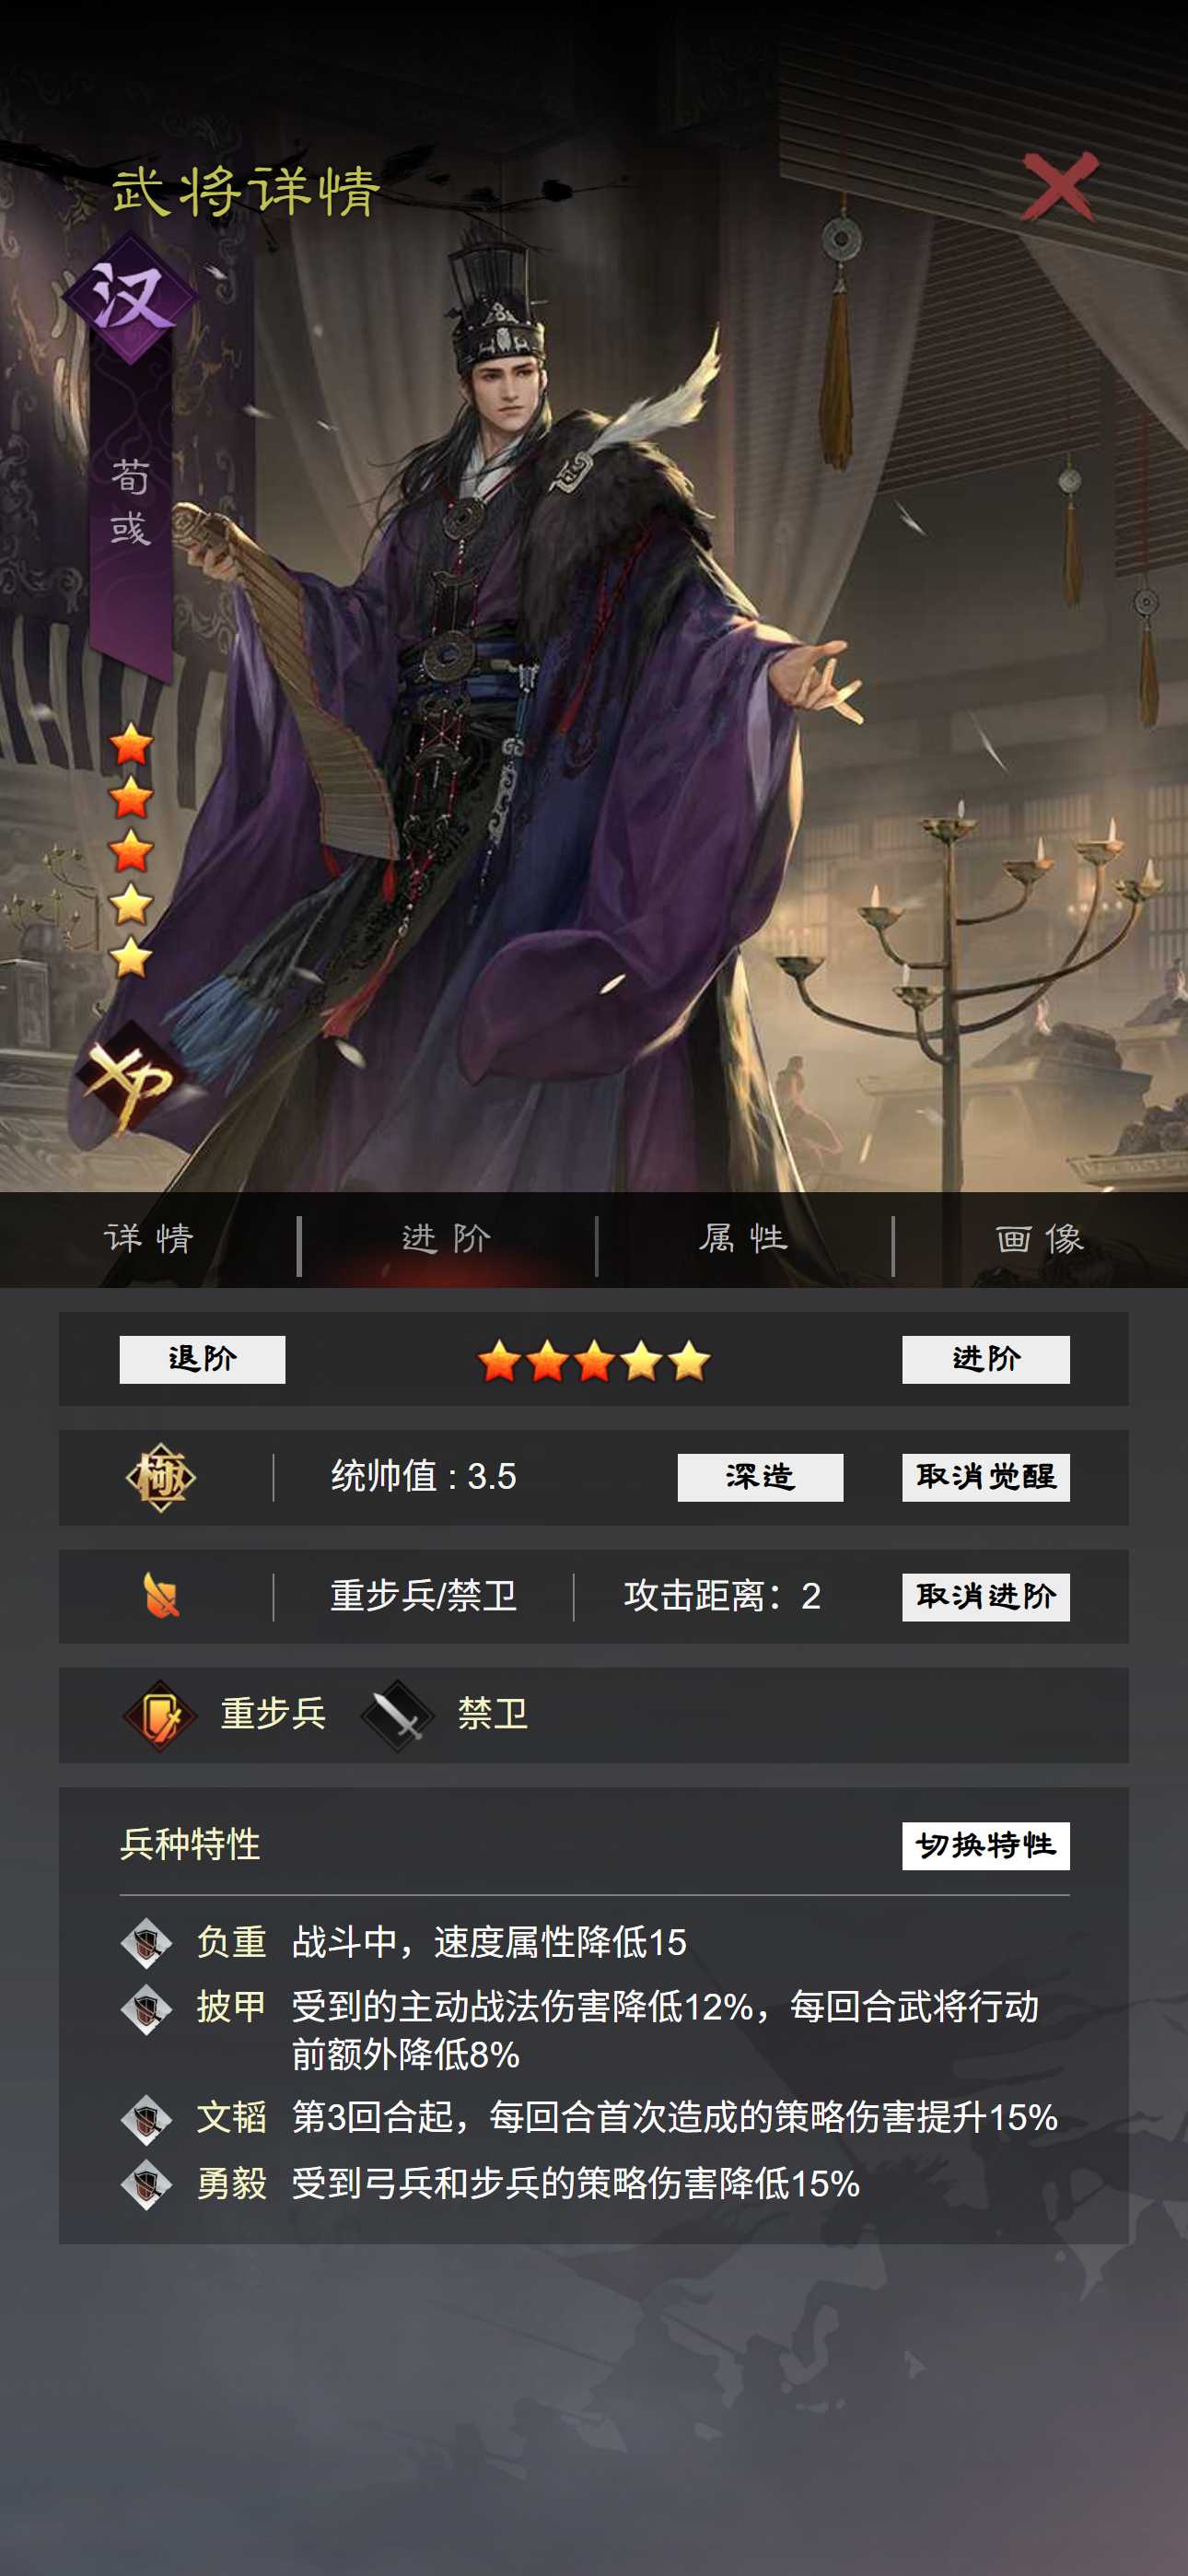 武将详情
汉
荀彧
XP
详情
进阶
属性
画像
退阶
进阶
極
统帅值 : 3.5
深造
取消觉醒
重步兵/禁卫
攻击距离：2
取消进阶
重步兵
禁卫
兵种特性
切换特性
负重 战斗中，速度属性降低15
披甲 受到的主动战法伤害降低12%，每回合武将行动
前额外降低8%
文韬 第3回合起，每回合首次造成的策略伤害提升15%
勇毅 受到弓兵和步兵的策略伤害降低15%